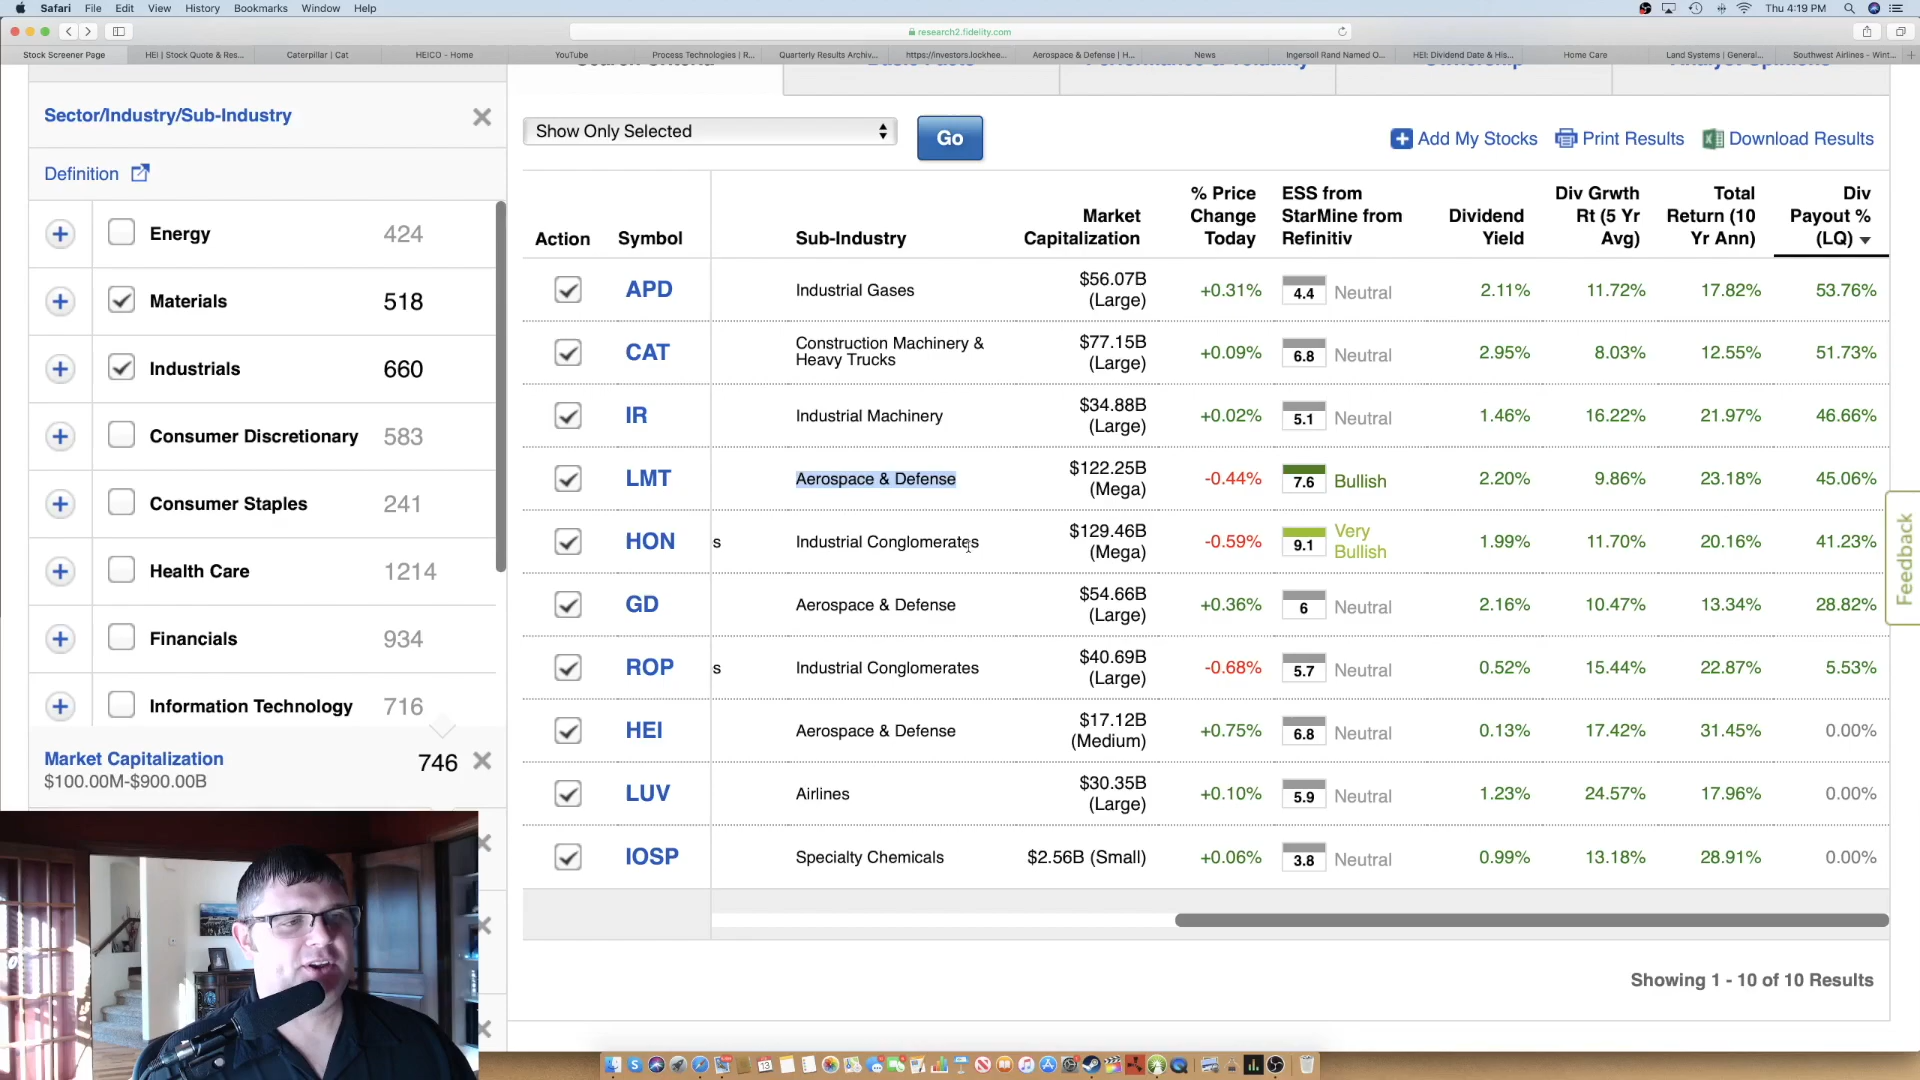 Safari File Edit View History Bookmarks Window Help Thu 4:19 PM
research2.fidelity.com
Stock Screener Page HEI | Stock Quote & Res... Caterpillar | Cat HEICO - Home YouTube Process Technologies | R... Quarterly Results Archiv... https://investors.lockhee... Aerospace & Defense | H... News Ingersoll Rand Named O... HEI: Dividend Date & His... Home Care Land Systems | General... Southwest Airlines - Wint...
Sector/Industry/Sub-Industry
Definition
Energy 424
Materials 518
Industrials 660
Consumer Discretionary 583
Consumer Staples 241
Health Care 1214
Financials 934
Information Technology 716
Market Capitalization 746
$100.00M-$900.00B
Show Only Selected Go Add My Stocks Print Results Download Results
Action Symbol Sub-Industry Market Capitalization % Price Change Today ESS from StarMine from Refinitiv Dividend Yield Div Grwth Rt (5 Yr Avg) Total Return (10 Yr Ann) Div Payout % (LQ)
APD Industrial Gases $56.07B (Large) +0.31% 4.4 Neutral 2.11% 11.72% 17.82% 53.76%
CAT Construction Machinery & Heavy Trucks $77.15B (Large) +0.09% 6.8 Neutral 2.95% 8.03% 12.55% 51.73%
IR Industrial Machinery $34.88B (Large) +0.02% 5.1 Neutral 1.46% 16.22% 21.97% 46.66%
LMT Aerospace & Defense $122.25B (Mega) -0.44% 7.6 Bullish 2.20% 9.86% 23.18% 45.06%
HON s Industrial Conglomerates $129.46B (Mega) -0.59% 9.1 Very Bullish 1.99% 11.70% 20.16% 41.23%
GD Aerospace & Defense $54.66B (Large) +0.36% 6 Neutral 2.16% 10.47% 13.34% 28.82%
ROP s Industrial Conglomerates $40.69B (Large) -0.68% 5.7 Neutral 0.52% 15.44% 22.87% 5.53%
HEI Aerospace & Defense $17.12B (Medium) +0.75% 6.8 Neutral 0.13% 17.42% 31.45% 0.00%
LUV Airlines $30.35B (Large) +0.10% 5.9 Neutral 1.23% 24.57% 17.96% 0.00%
IOSP Specialty Chemicals $2.56B (Small) +0.06% 3.8 Neutral 0.99% 13.18% 28.91% 0.00%
Showing 1 - 10 of 10 Results
Feedback